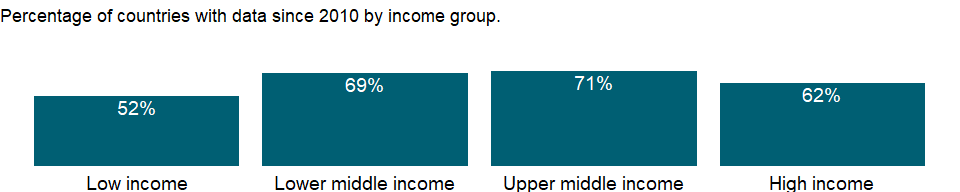 Percentage of countries with data since 2010 by income group.
52%
69%
71%
62%
Low income
Lower middle income
Upper middle income
High income